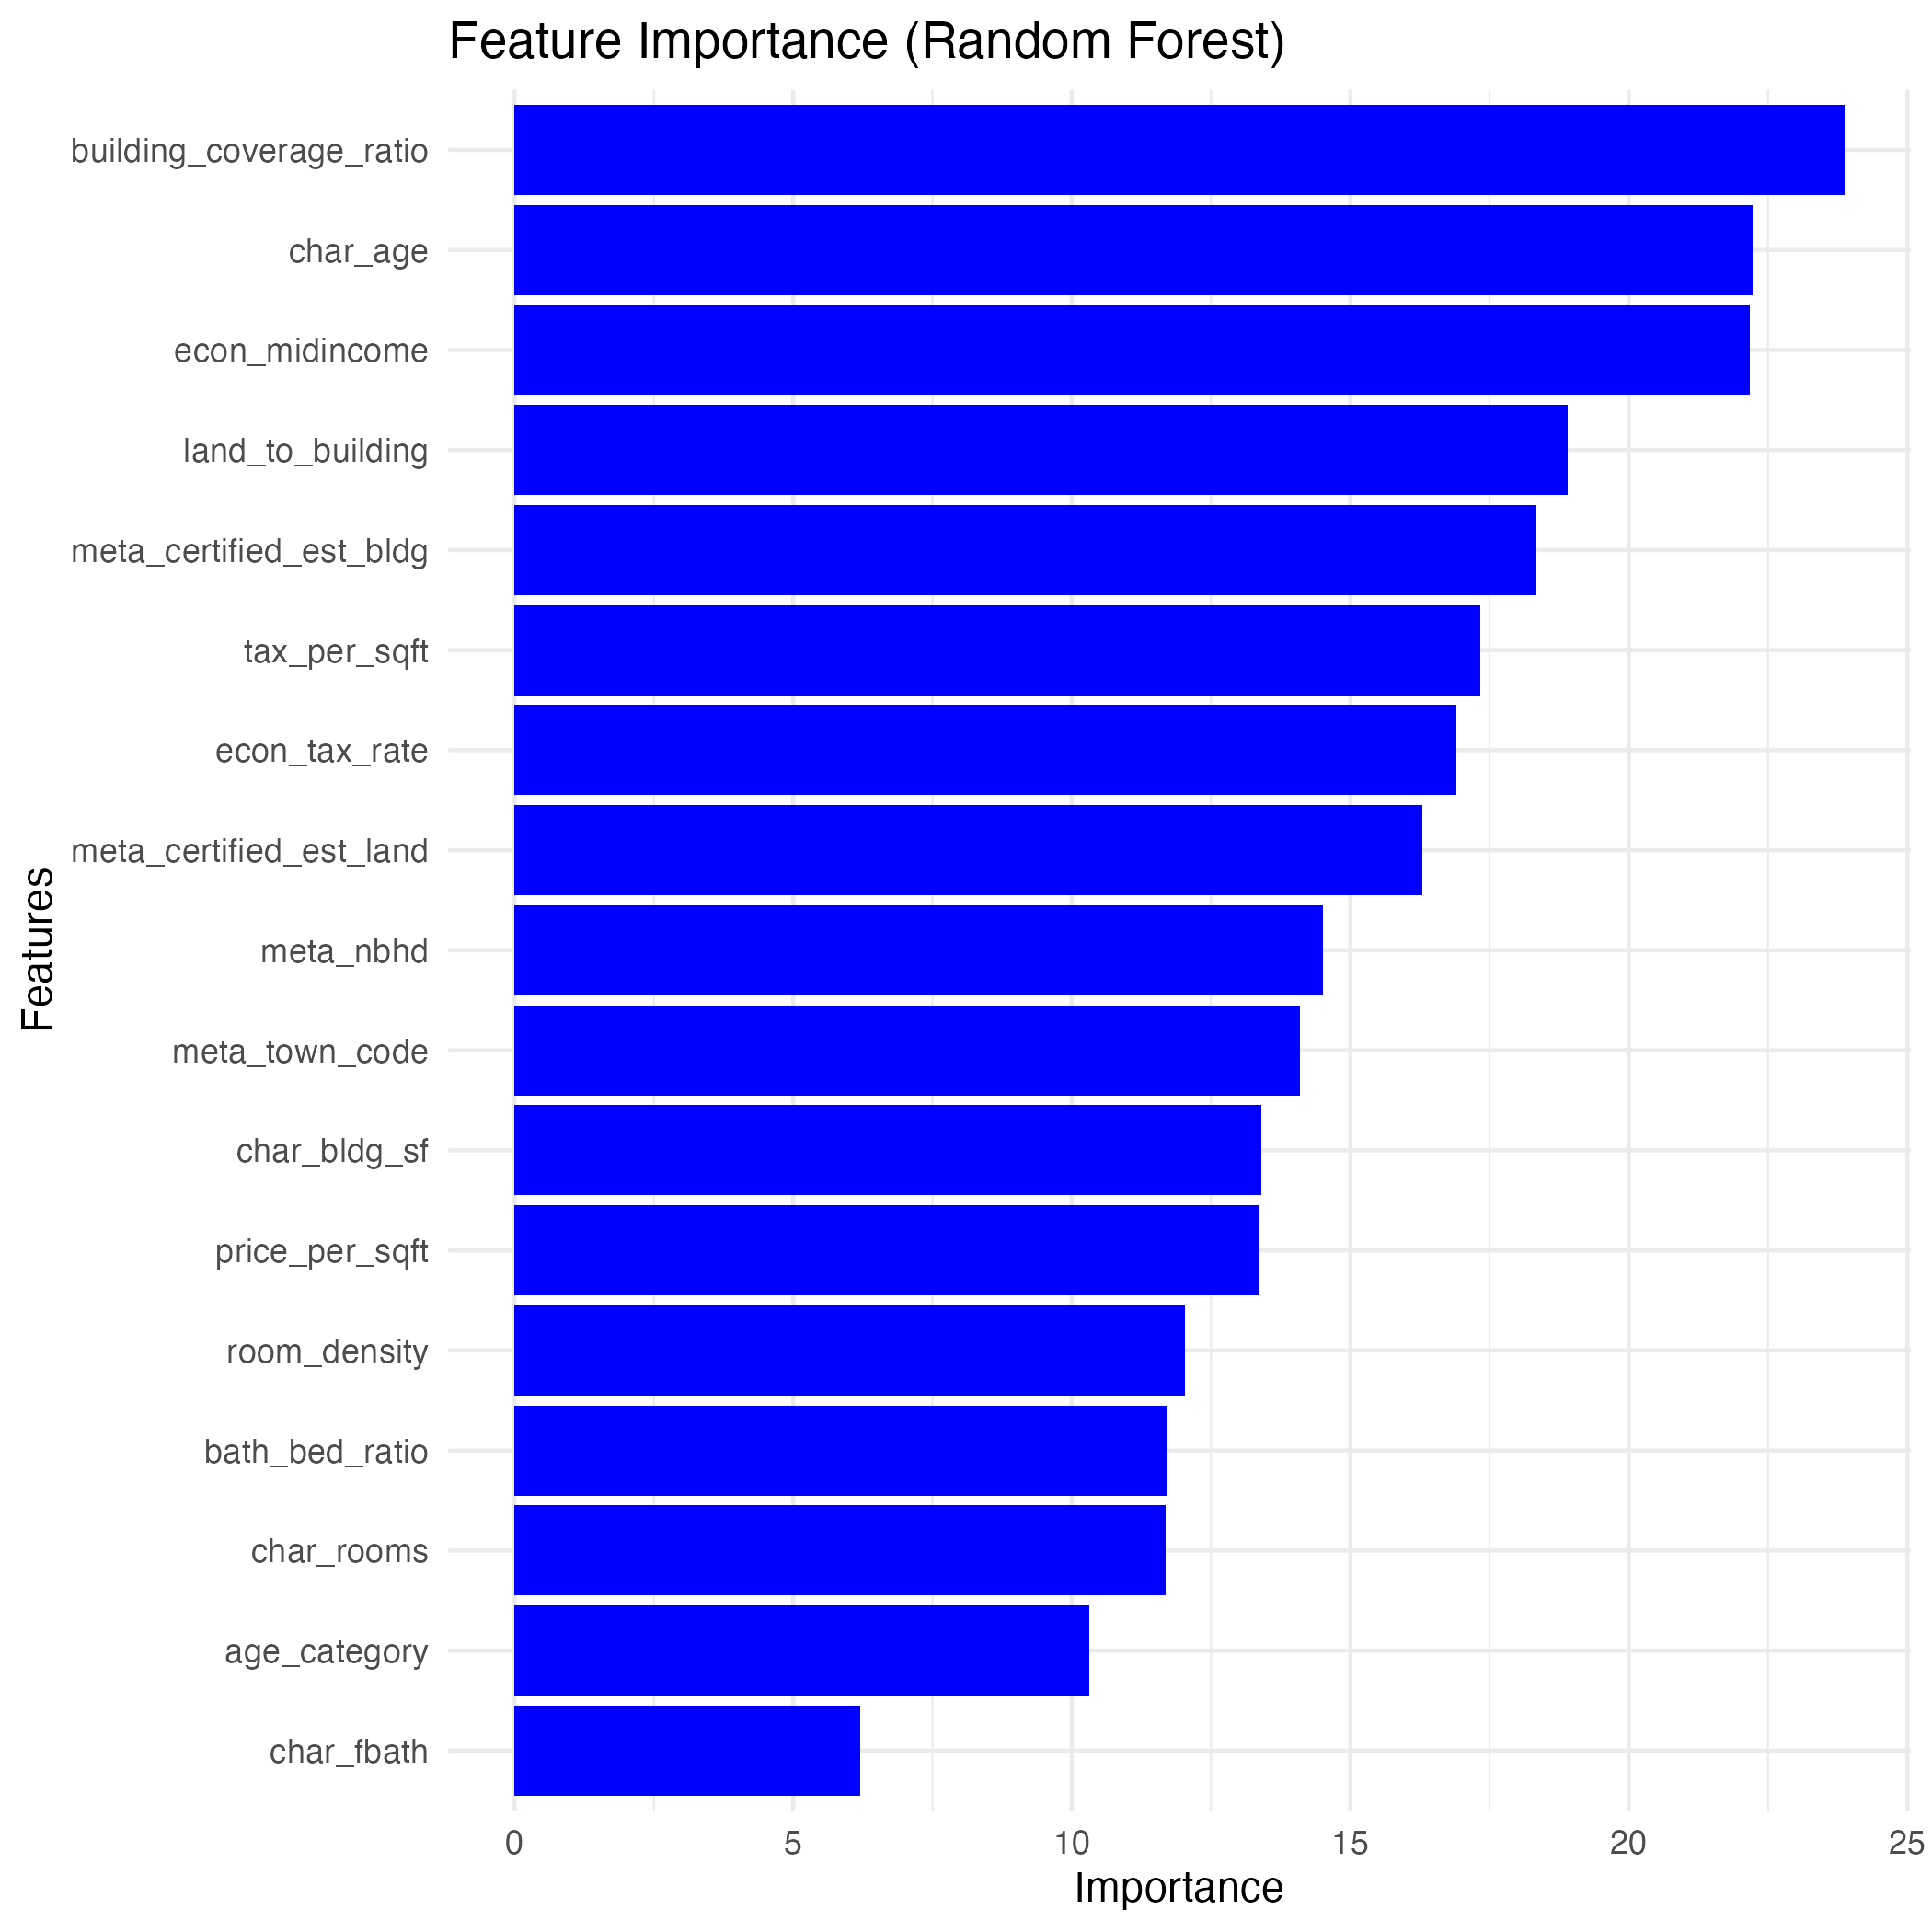 Feature Importance (Random Forest)
building_coverage_ratio
char_age
econ_midincome
land_to_building
meta_certified_est_bldg
tax_per_sqft
econ_tax_rate
meta_certified_est_land
meta_nbhd
meta_town_code
char_bldg_sf
price_per_sqft
room_density
bath_bed_ratio
char_rooms
age_category
char_fbath
Features
0 5 10 15 20 25
Importance